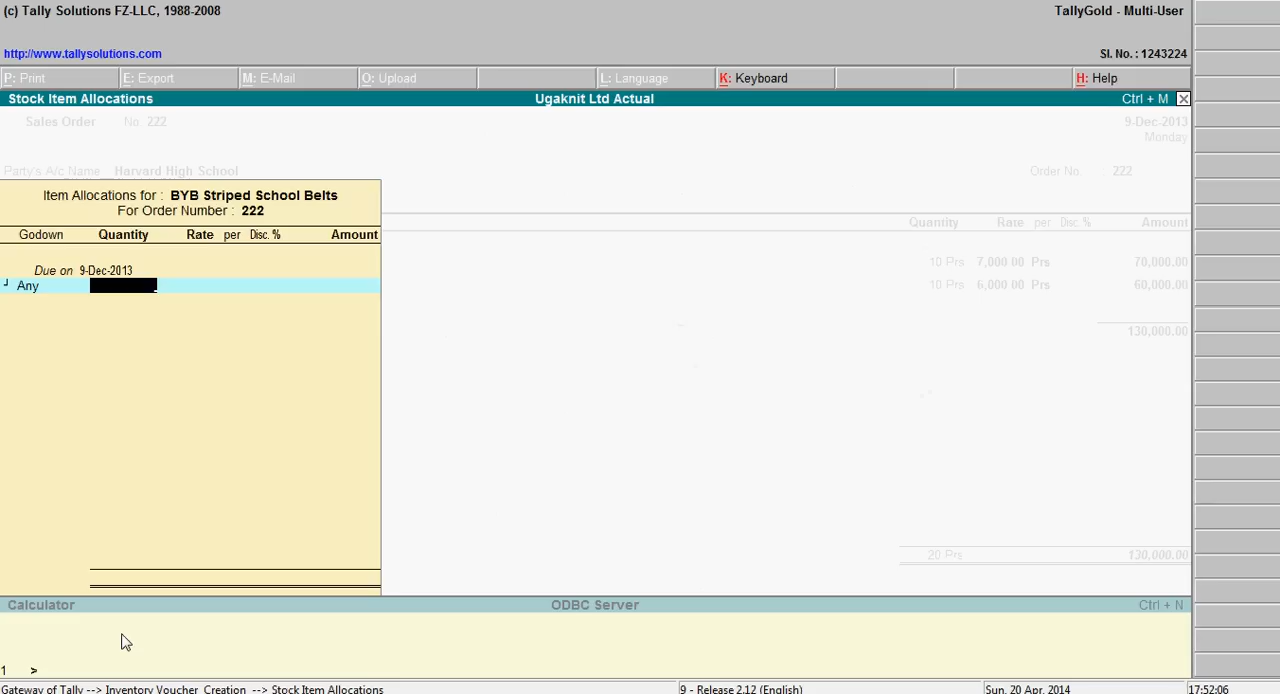 (c) Tally Solutions FZ-LLC, 1988-2008 TallyGold - Multi-User
http://www.tallysolutions.com Sl. No. : 1243224
P: Print E: Export M: E-Mail O: Upload L: Language K: Keyboard H: Help
Stock Item Allocations Ugaknit Ltd Actual Ctrl + M
Sales Order No. 222 9-Dec-2013
Monday
Party's A/c Name Harvard High School Order No. : 222
Item Allocations for : BYB Striped School Belts
For Order Number : 222
Quantity Rate per Disc. % Amount
Godown Quantity Rate per Disc. % Amount
10 Prs 7,000.00 Prs 70,000.00
Due on 9-Dec-2013
Any
10 Prs 6,000.00 Prs 60,000.00
130,000.00
20 Prs 130,000.00
Calculator ODBC Server Ctrl + N
1 >
Gateway of Tally --> Inventory Voucher Creation --> Stock Item Allocations 9 - Release 2.12 (English) Sun, 20 Apr, 2014 17:52:06